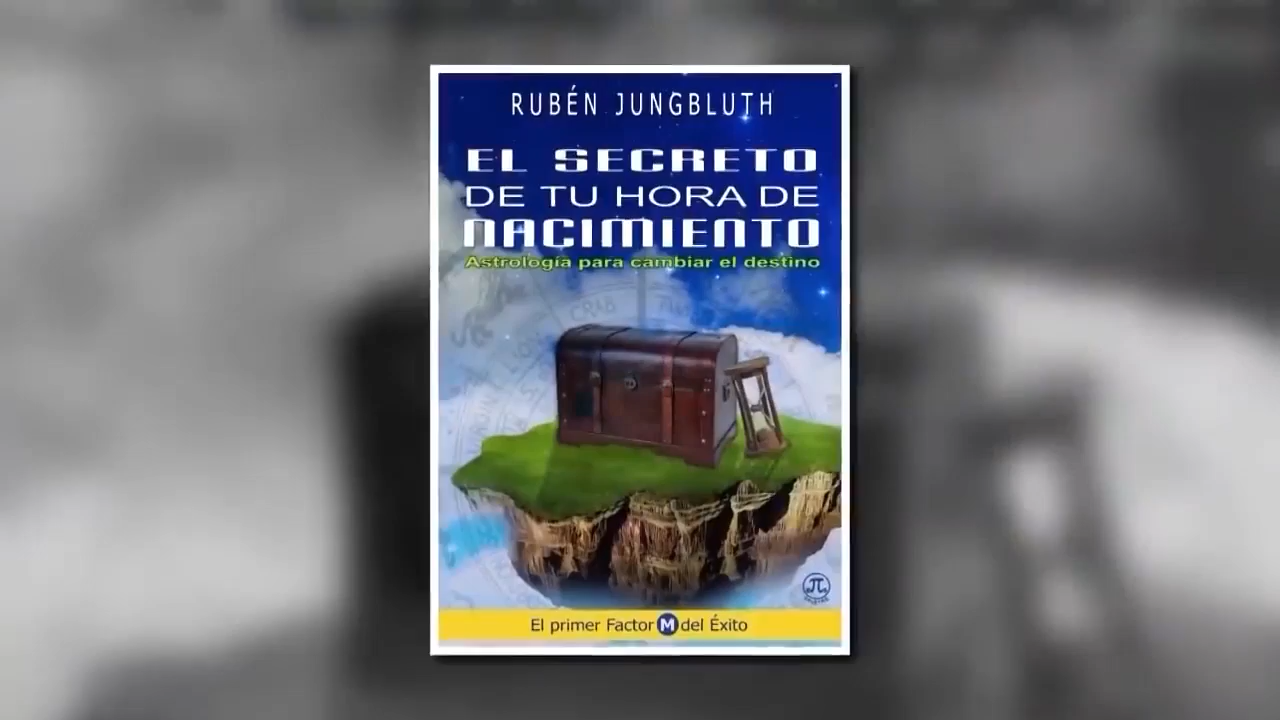 RUBÉN JUNGBLUTH
EL SECRETO
DE TU HORA DE
NACIMIENTO
Astrología para cambiar el destino
CRAB
El primer Factor M del Éxito